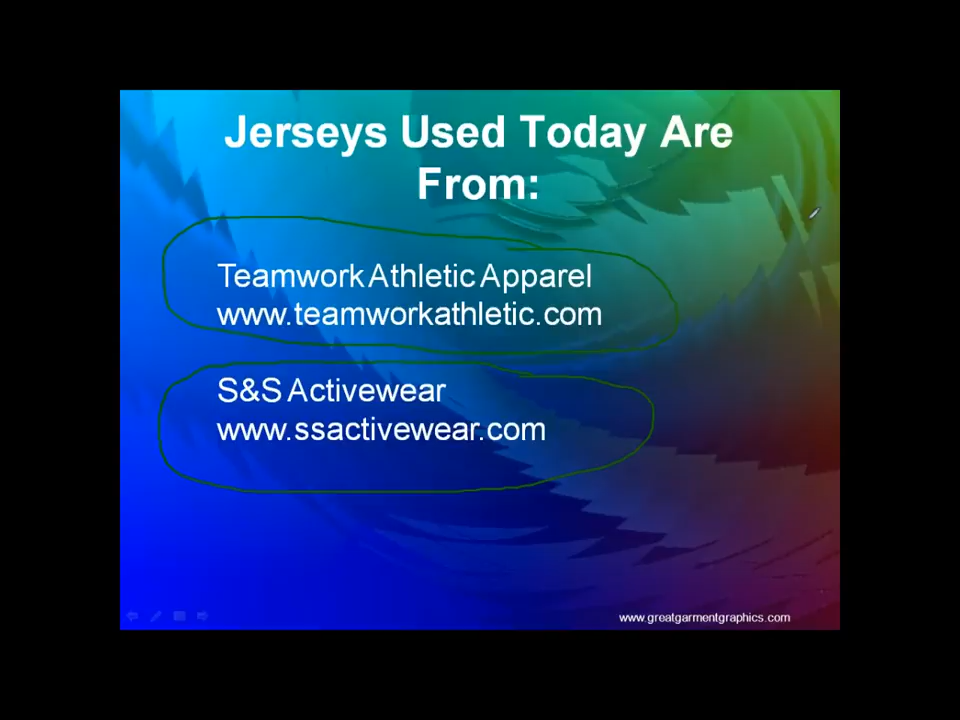 Jerseys Used Today Are
From:
Teamwork Athletic Apparel
www.teamworkathletic.com
S&S Activewear
www.ssactivewear.com
www.greatgarmentgraphics.com